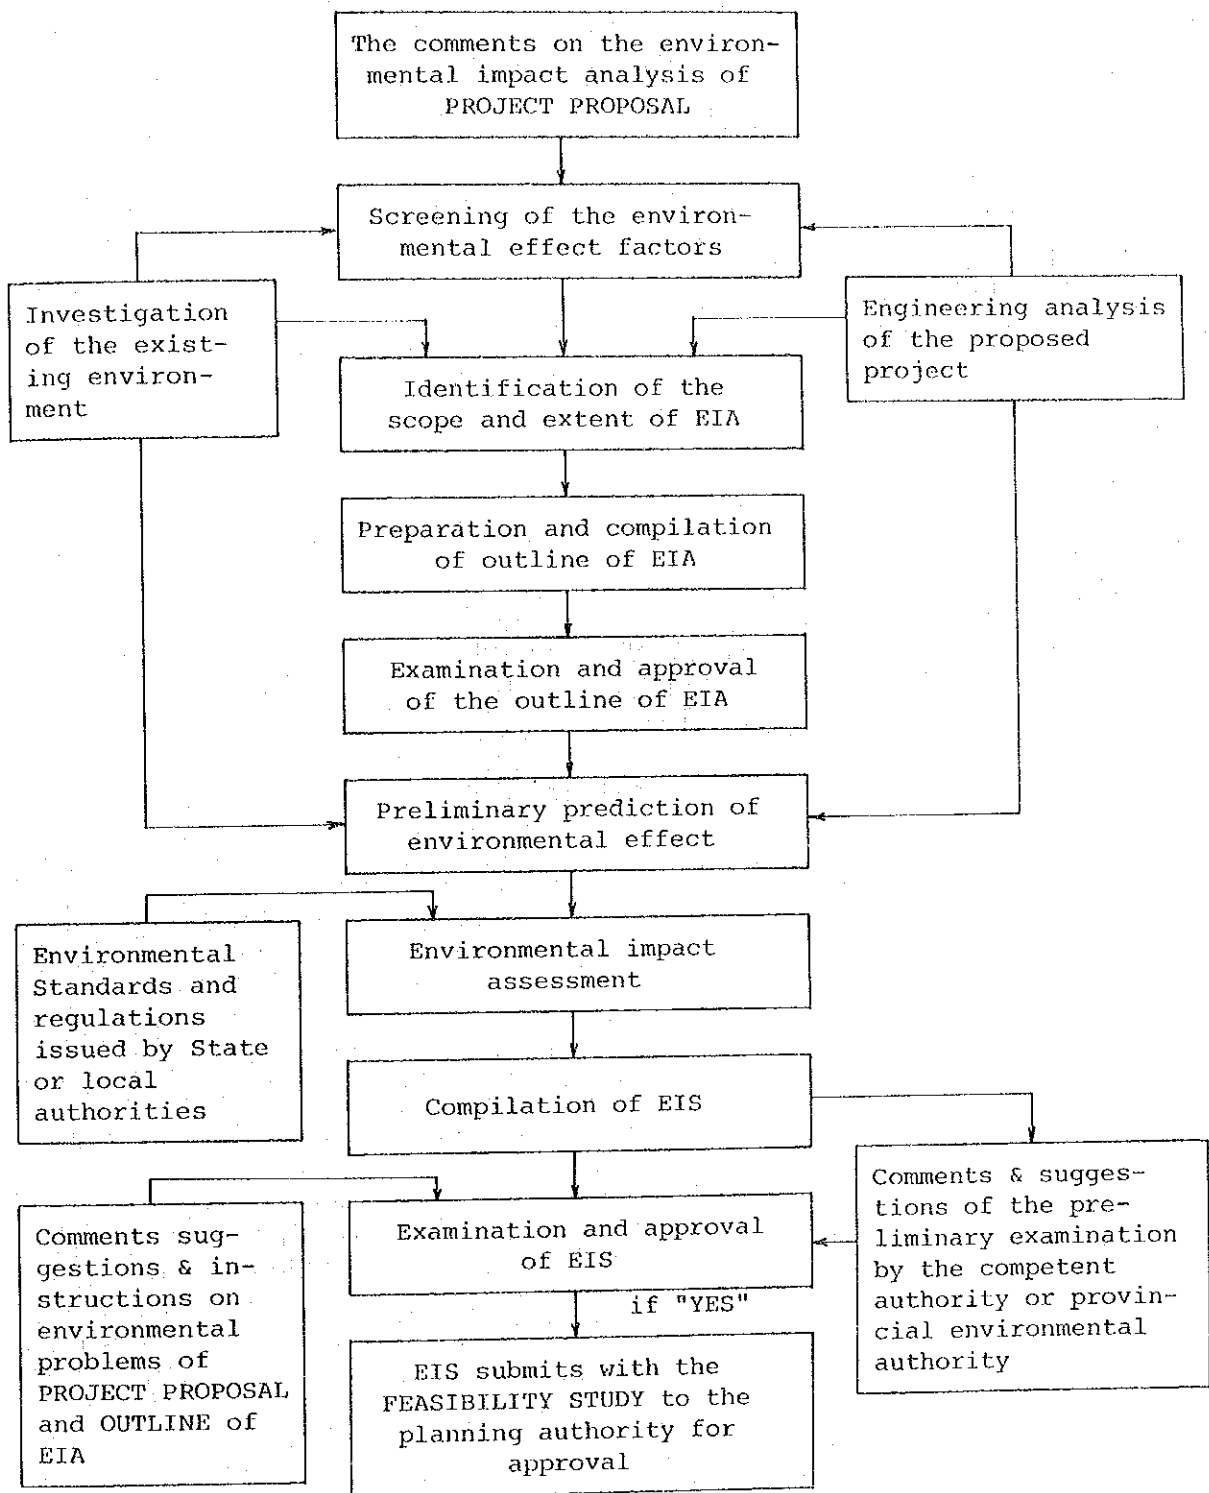 The comments on the environ-
mental impact analysis of
PROJECT PROPOSAL
Screening of the environ-
mental effect factors
Investigation
of the exist-
ing environ-
ment
Engineering analysis
of the proposed
project
Identification of the
scope and extent of EIA
Preparation and compilation
of outline of EIA
Examination and approval
of the outline of EIA
Preliminary prediction of
environmental effect
Environmental
Standards and
regulations
issued by State
or local
authorities
Environmental impact
assessment
Compilation of EIS
Comments sug-
gestions & in-
structions on
environmental
problems of
PROJECT PROPOSAL
and OUTLINE of
EIA
Examination and approval
of EIS
Comments & sugges-
tions of the pre-
liminary examination
by the competent
authority or provin-
cial environmental
authority
if "YES"
EIS submits with the
FEASIBILITY STUDY to the
planning authority for
approval